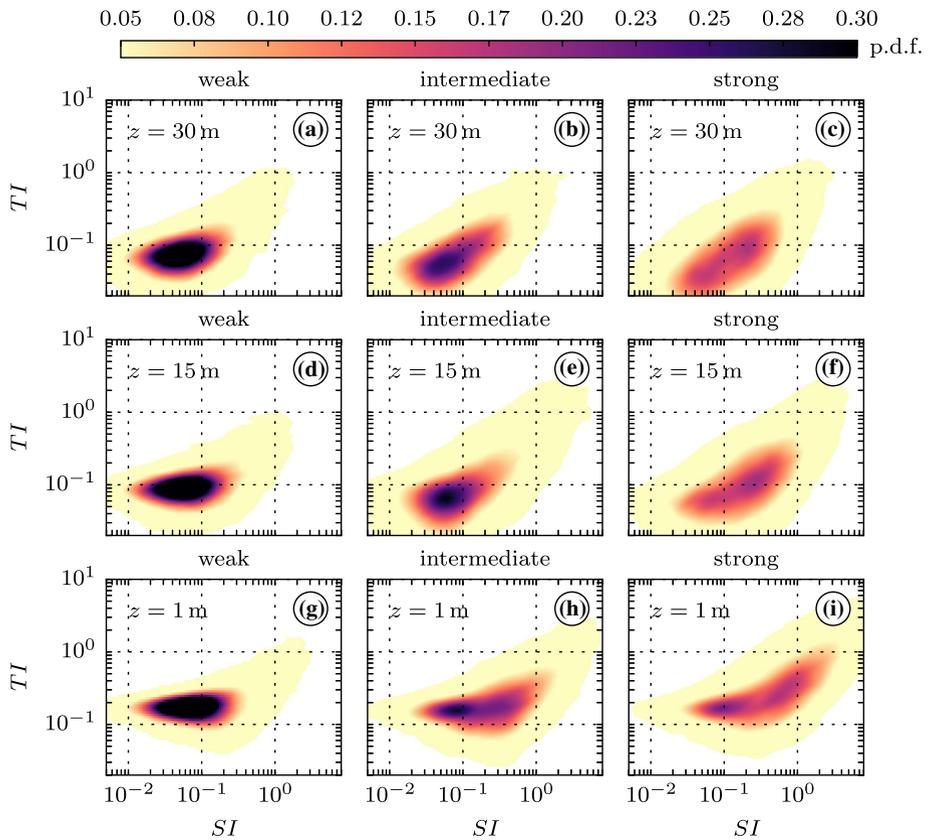 0.05 0.08 0.10 0.12 0.15 0.17 0.20 0.23 0.25 0.28 0.30
p.d.f.
weak intermediate strong
10^1 z = 30 m (a) z = 30 m (b) z = 30 m (c)
10^0
TI
10^−1
weak intermediate strong
10^1 z = 15 m (d) z = 15 m (e) z = 15 m (f)
10^0
TI
10^−1
weak intermediate strong
10^1 z = 1 m (g) z = 1 m (h) z = 1 m (i)
10^0
TI
10^−1
10^−2 10^−1 10^0 10^−2 10^−1 10^0 10^−2 10^−1 10^0
SI SI SI